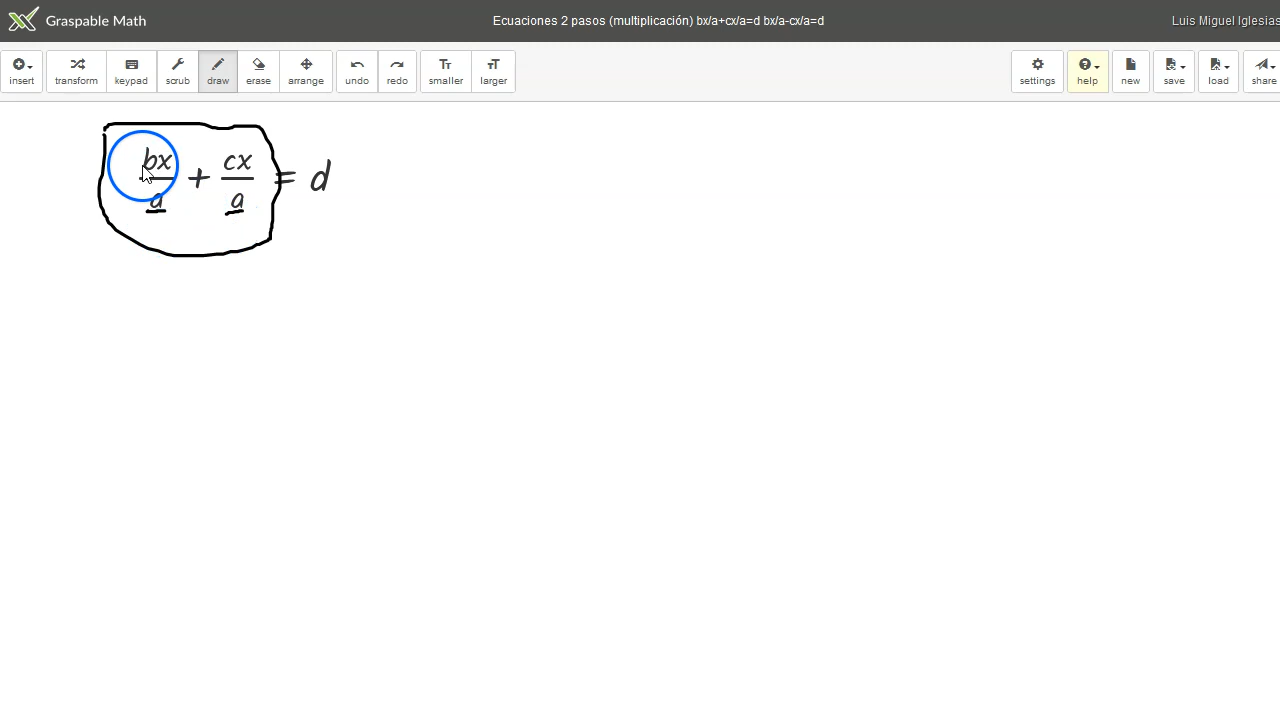 Graspable Math
Ecuaciones 2 pasos (multiplicación) bx/a+cx/a=d bx/a-cx/a=d
Luis Miguel Iglesias
insert transform keypad scrub draw erase arrange undo redo smaller larger settings help new save load share
bx/a + cx/a = d